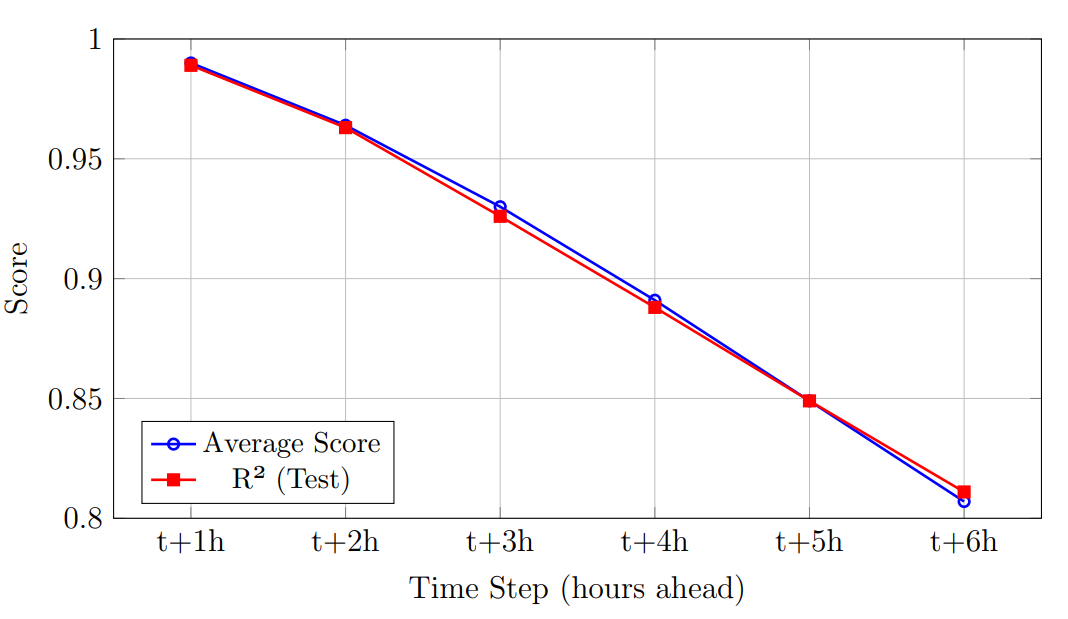 1
0.95
0.9
0.85
0.8
Score
Average Score
R² (Test)
t+1h t+2h t+3h t+4h t+5h t+6h
Time Step (hours ahead)